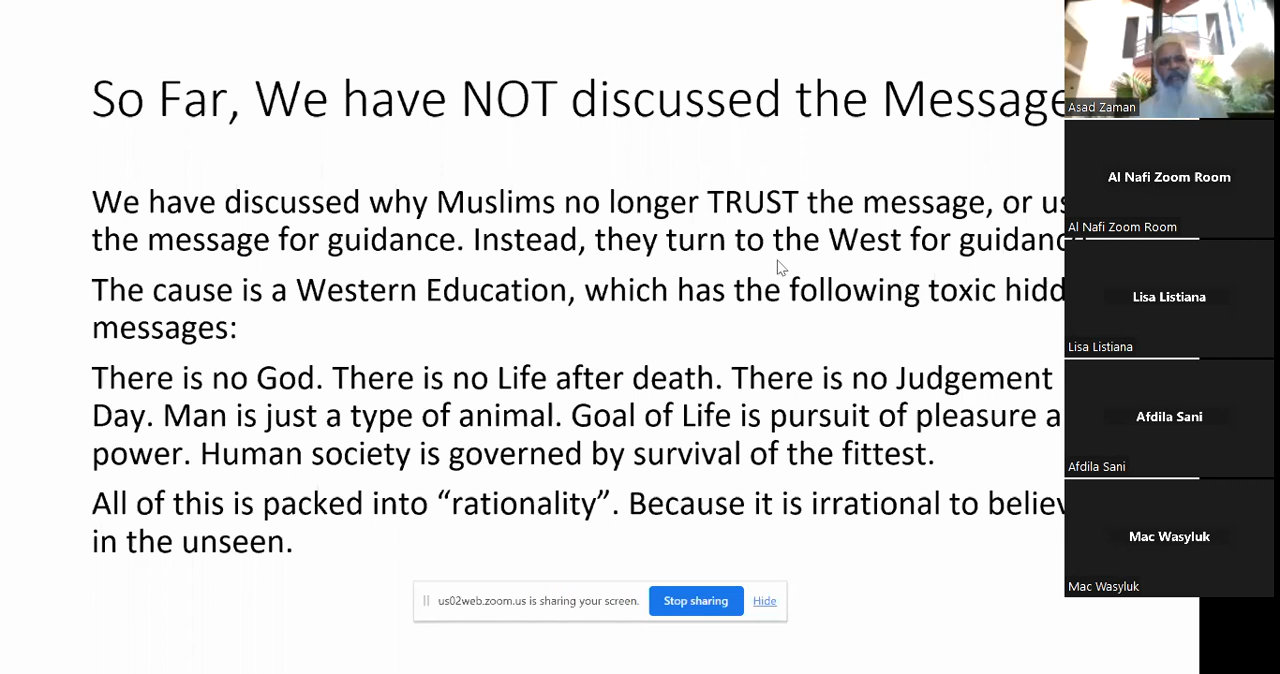 So Far, We have NOT discussed the Message
We have discussed why Muslims no longer TRUST the message, or
the message for guidance. Instead, they turn to the West for
The cause is a Western Education, which has the following toxic
messages:
There is no God. There is no Life after death. There is no Judgement
Day. Man is just a type of animal. Goal of Life is pursuit of pleasure
power. Human society is governed by survival of the fittest.
All of this is packed into “rationality”. Because it is irrational to
in the unseen.
us02web.zoom.us is sharing your screen. Stop sharing Hide
Asad Zaman
Al Nafi Zoom Room
Al Nafi Zoom Room
Lisa Listiana
Lisa Listiana
Afdila Sani
Afdila Sani
Mac Wasyluk
Mac Wasyluk